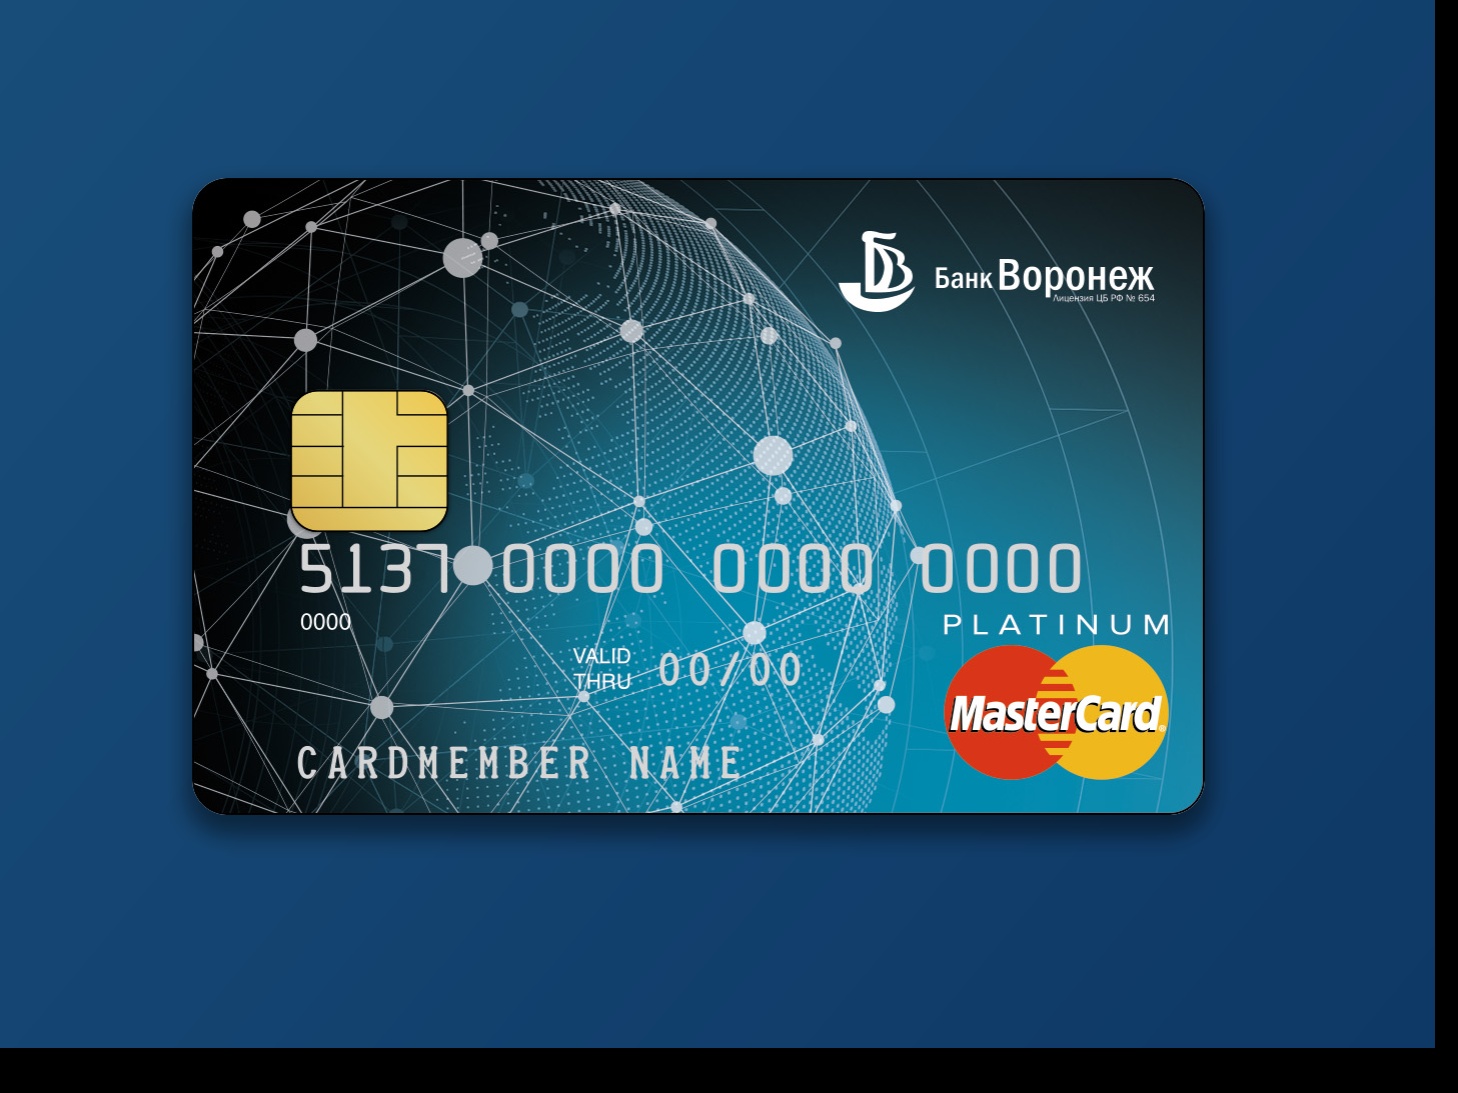 Банк Воронеж
Лицензия ЦБ РФ № 654
5137 0000 0000 0000
0000
PLATINUM
VALID
THRU 00/00
MasterCard
CARDMEMBER NAME